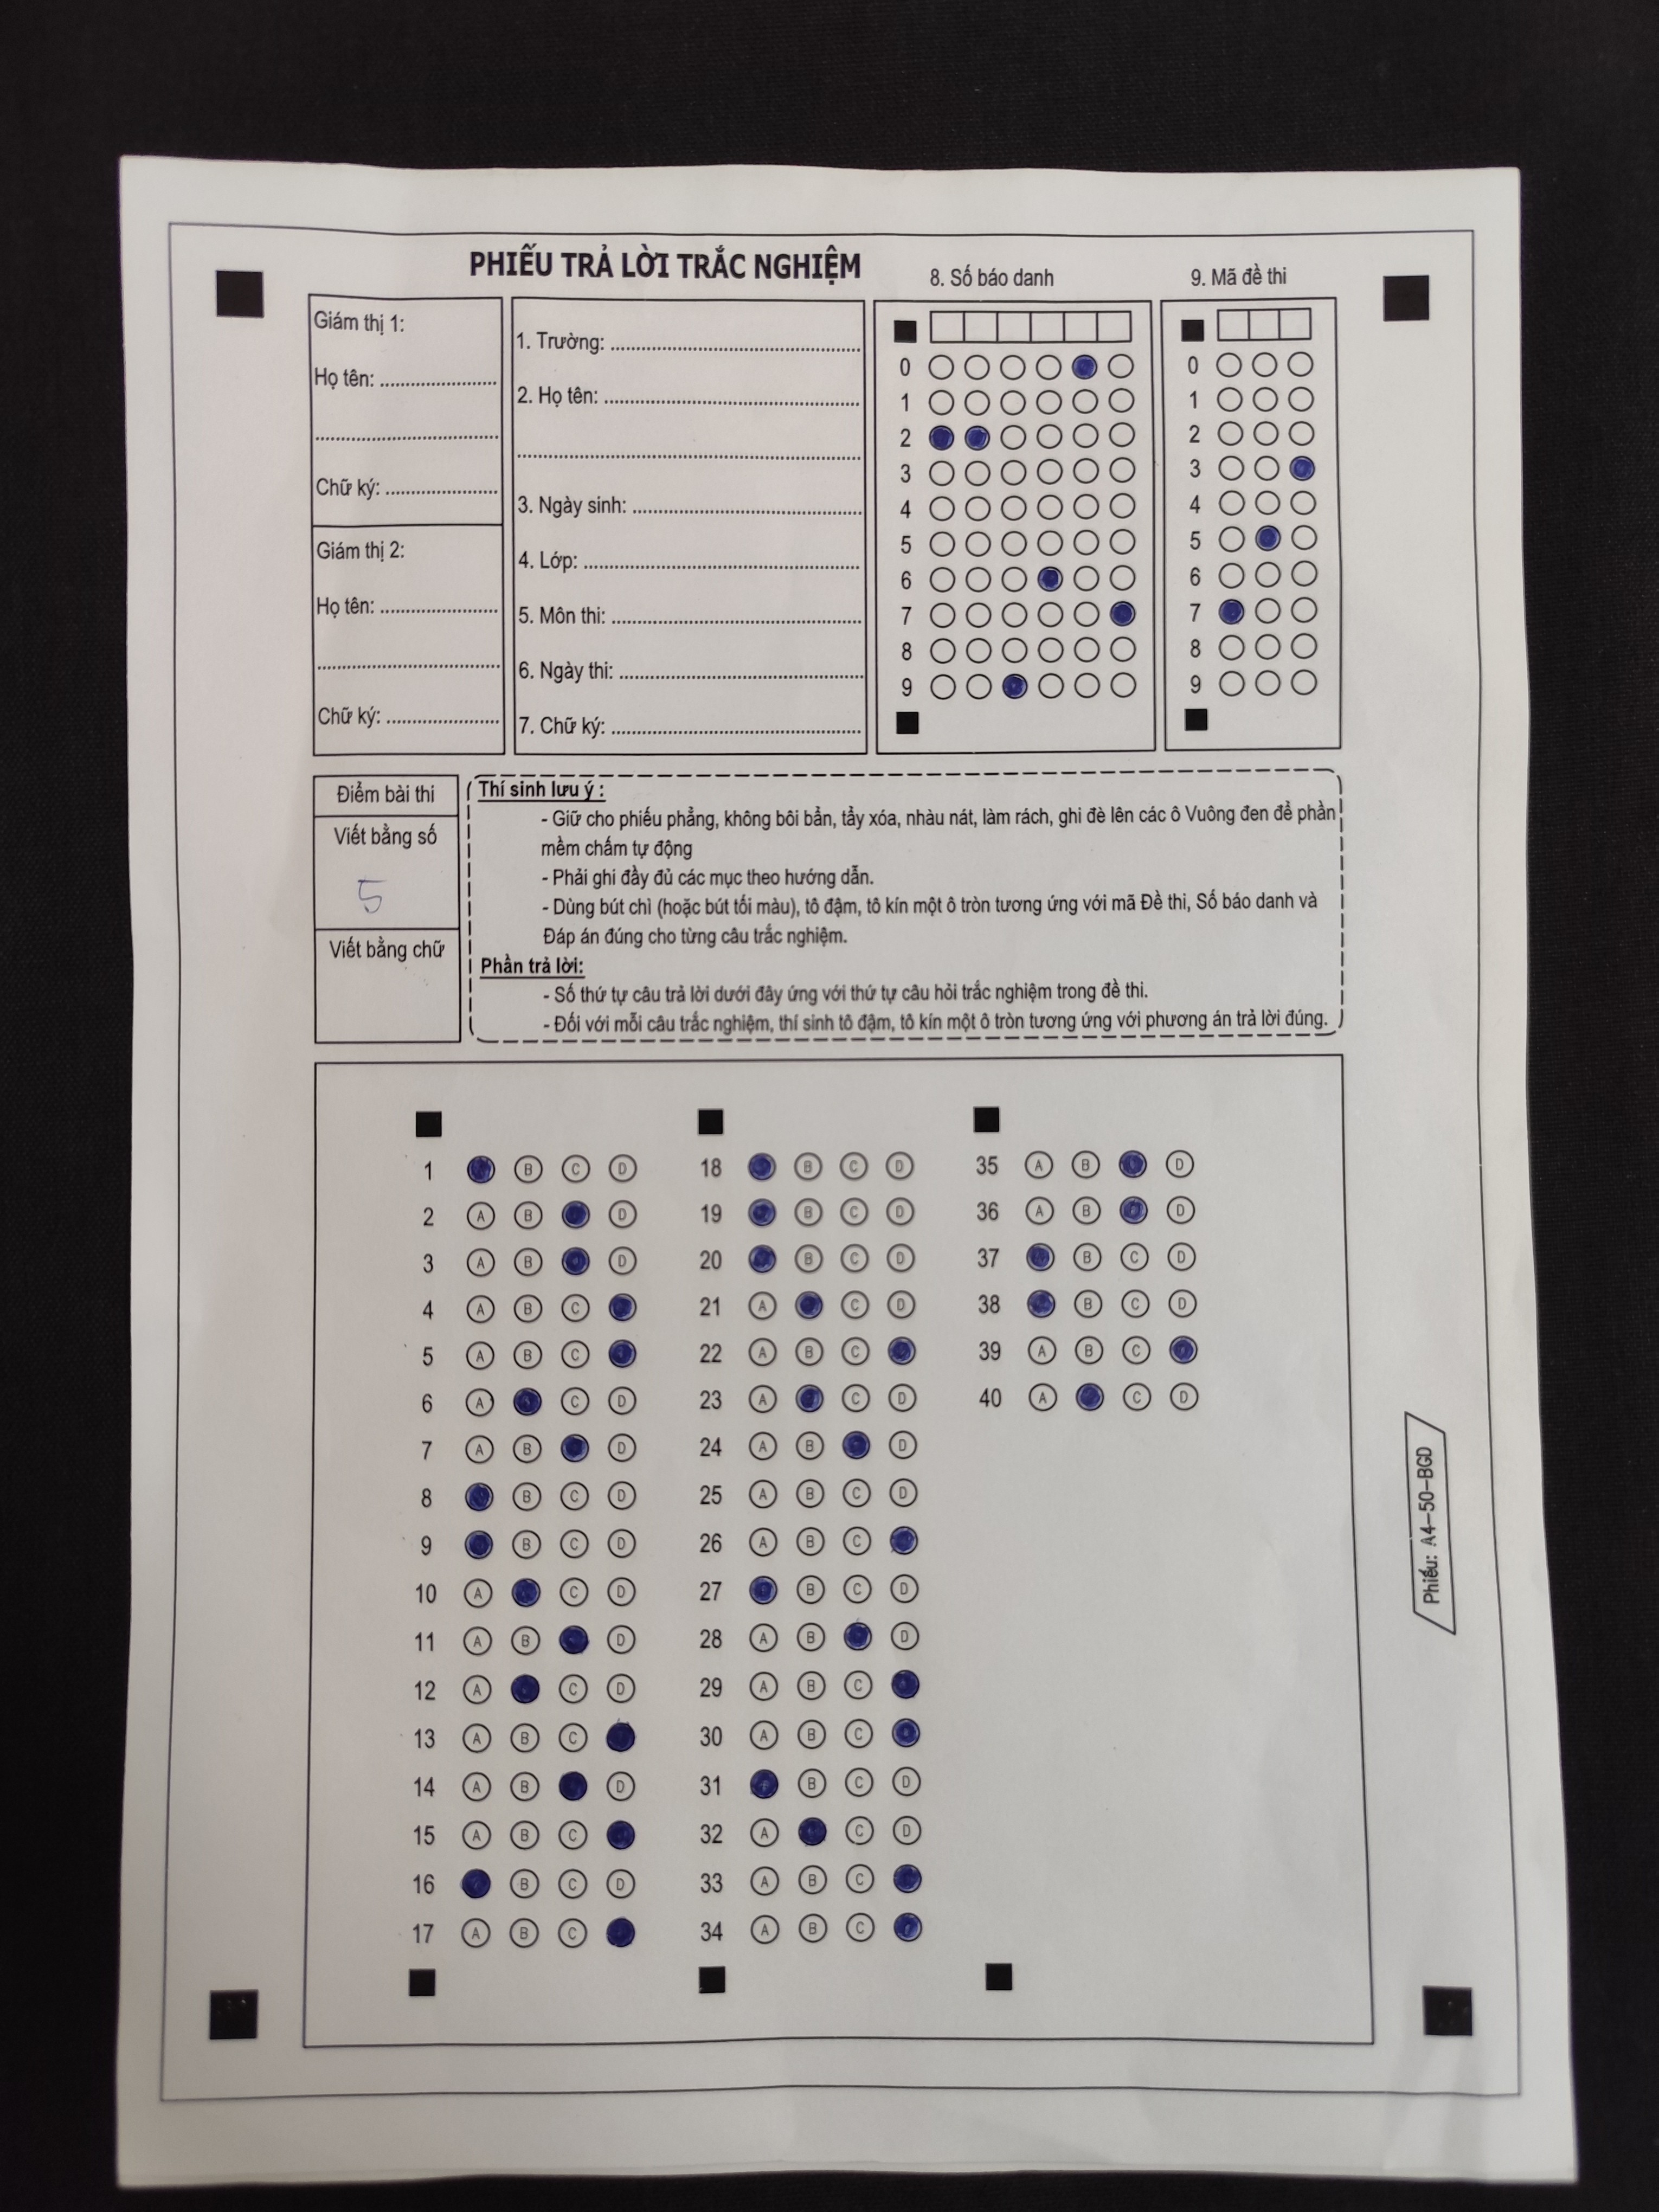 PHIẾU TRẢ LỜI TRẮC NGHIỆM
8. Số báo danh
9. Mã đề thi
Giám thị 1:
Họ tên: ......................
Chữ ký: ......................
Giám thị 2:
Họ tên: ......................
Chữ ký: ......................
1. Trường: ......................
2. Họ tên: ......................
3. Ngày sinh: ......................
4. Lớp: ......................
5. Môn thi: ......................
6. Ngày thi: ......................
7. Chữ ký: ......................
0
1
2
3
4
5
6
7
8
9
0
1
2
3
4
5
6
7
8
9
Điểm bài thi
Viết bằng số
5
Viết bằng chữ
Thí sinh lưu ý :
- Giữ cho phiếu phẳng, không bôi bẩn, tẩy xóa, nhàu nát, làm rách, ghi đè lên các ô Vuông đen để phần
mềm chấm tự động
- Phải ghi đầy đủ các mục theo hướng dẫn.
- Dùng bút chì (hoặc bút tối màu), tô đậm, tô kín một ô tròn tương ứng với mã Đề thi, Số báo danh và
Đáp án đúng cho từng câu trắc nghiệm.
Phần trả lời:
- Số thứ tự câu trả lời dưới đây ứng với thứ tự câu hỏi trắc nghiệm trong đề thi.
- Đối với mỗi câu trắc nghiệm, thí sinh tô đậm, tô kín một ô tròn tương ứng với phương án trả lời đúng.
1 B C D
2 A B D
3 A B D
4 A B C
5 A B C
6 A C D
7 A B D
8 B C D
9 B C D
10 A C D
11 A B D
12 A C D
13 A B C
14 A B D
15 A B C
16 B C D
17 A B C
18 B C D
19 B C D
20 B C D
21 A C D
22 A B C
23 A C D
24 A B D
25 A B C D
26 A B C
27 B C D
28 A B D
29 A B C
30 A B C
31 B C D
32 A C D
33 A B C
34 A B C
35 A B D
36 A B D
37 B C D
38 B C D
39 A B C
40 A C D
Phiếu: A4-50-BGD